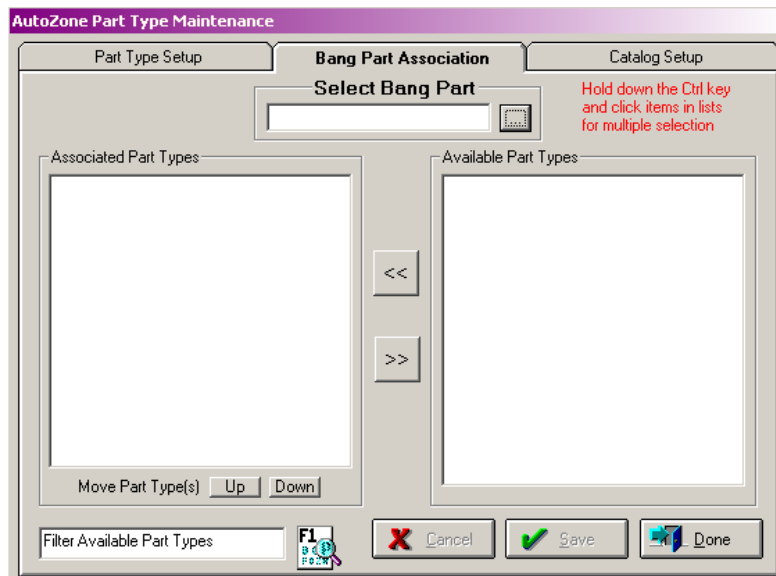 AutoZone Part Type Maintenance
Part Type Setup
Bang Part Association
Catalog Setup
Select Bang Part
...
Hold down the Ctrl key
and click items in lists
for multiple selection
Associated Part Types
Available Part Types
<<
>>
Move Part Type(s)
Up
Down
Filter Available Part Types
F1
Cancel
Save
Done